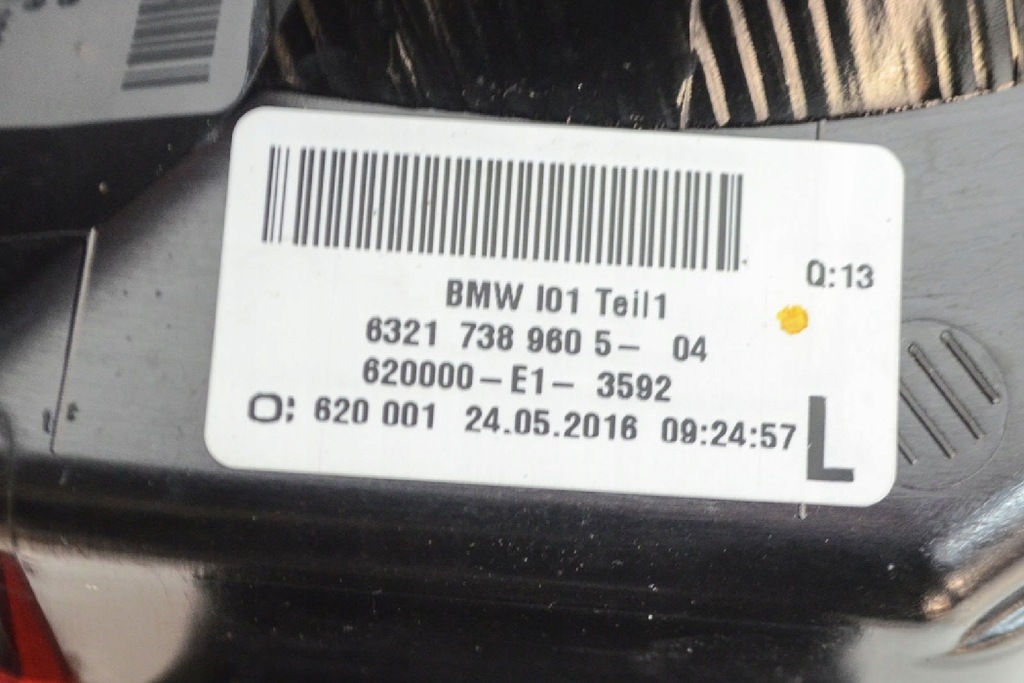 Q:13
BMW I01 Teil1
6321 738 960 5- 04
620000-E1- 3592
O: 620 001 24.05.2016 09:24:57
L